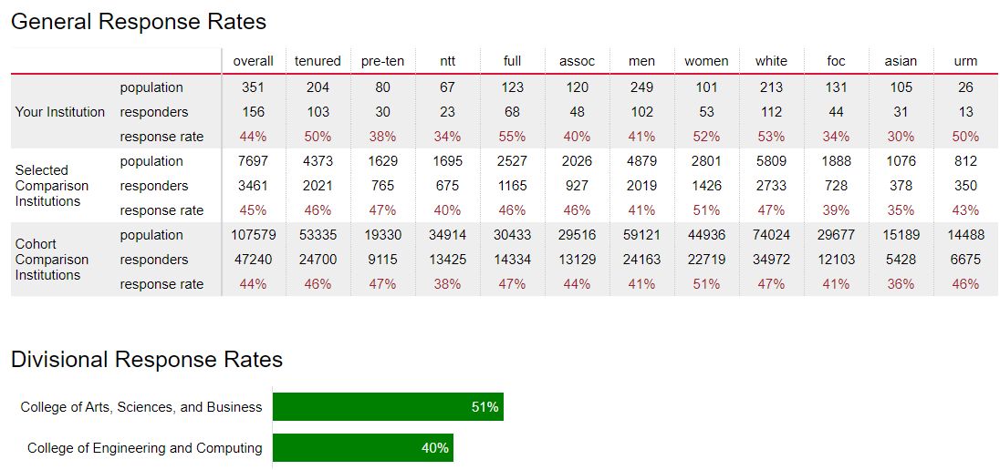 General Response Rates
overall tenured pre-ten ntt full assoc men women white foc asian urm
Your Institution
population 351 204 80 67 123 120 249 101 213 131 105 26
responders 156 103 30 23 68 48 102 53 112 44 31 13
response rate 44% 50% 38% 34% 55% 40% 41% 52% 53% 34% 30% 50%
Selected
Comparison
Institutions
population 7697 4373 1629 1695 2527 2026 4879 2801 5809 1888 1076 812
responders 3461 2021 765 675 1165 927 2019 1426 2733 728 378 350
response rate 45% 46% 47% 40% 46% 46% 41% 51% 47% 39% 35% 43%
Cohort
Comparison
Institutions
population 107579 53335 19330 34914 30433 29516 59121 44936 74024 29677 15189 14488
responders 47240 24700 9115 13425 14334 13129 24163 22719 34972 12103 5428 6675
response rate 44% 46% 47% 38% 47% 44% 41% 51% 47% 41% 36% 46%
Divisional Response Rates
College of Arts, Sciences, and Business 51%
College of Engineering and Computing 40%